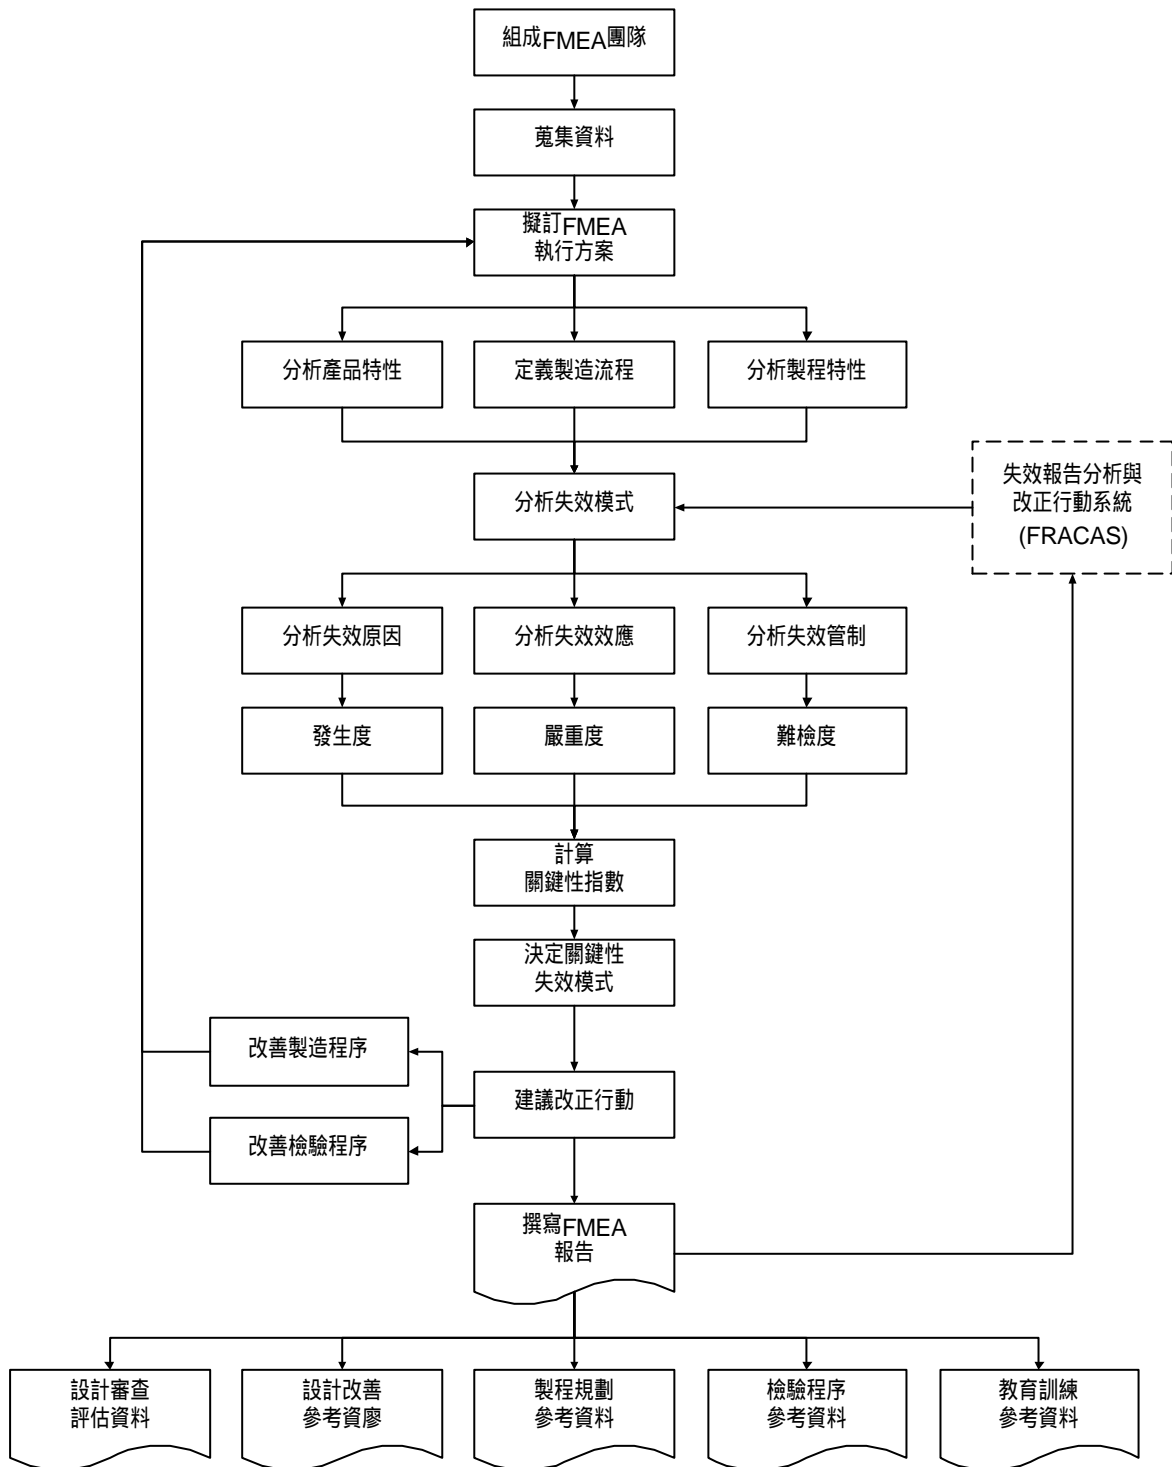 組成FMEA團隊
蒐集資料
擬訂FMEA
執行方案
分析產品特性
定義製造流程
分析製程特性
失效報告分析與
改正行動系統
(FRACAS)
分析失效模式
分析失效原因
分析失效效應
分析失效管制
發生度
嚴重度
難檢度
計算
關鍵性指數
決定關鍵性
失效模式
改善製造程序
建議改正行動
改善檢驗程序
撰寫FMEA
報告
設計審查
評估資料
設計改善
參考資廖
製程規劃
參考資料
檢驗程序
參考資料
教育訓練
參考資料